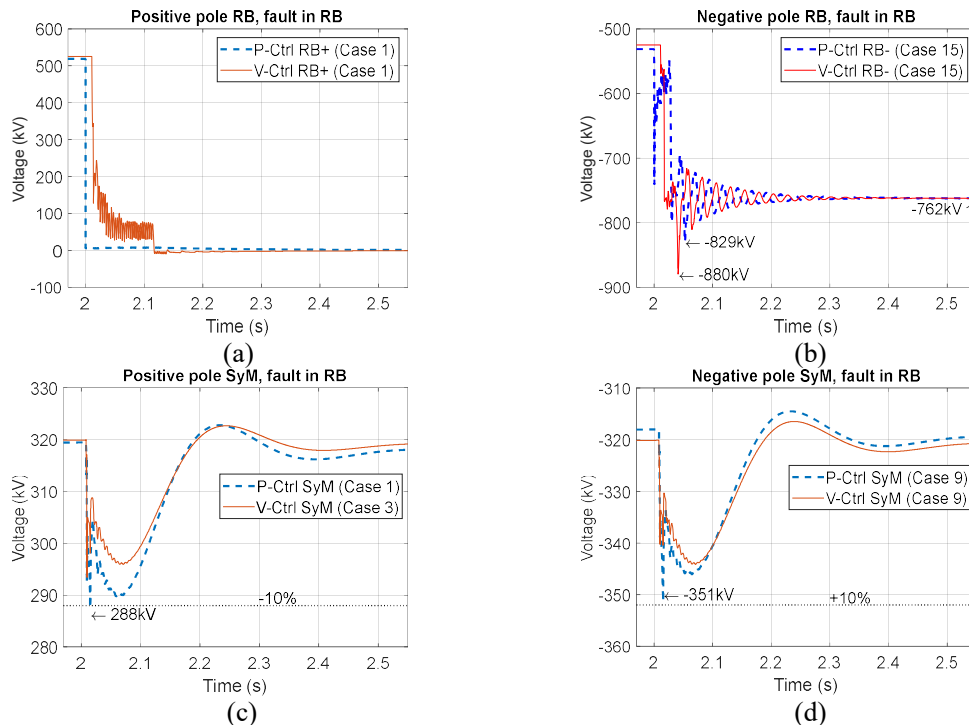 Positive pole RB, fault in RB
600
500
400
300
200
100
0
-100
Voltage (kV)
P-Ctrl RB+ (Case 1)
V-Ctrl RB+ (Case 1)
2
2.1
2.2
2.3
2.4
2.5
Time (s)
(a)
Negative pole RB, fault in RB
-500
-600
-700
-800
-900
Voltage (kV)
P-Ctrl RB- (Case 15)
V-Ctrl RB- (Case 15)
-762kV
←-829kV
←-880kV
2
2.1
2.2
2.3
2.4
2.5
Time (s)
(b)
Positive pole SyM, fault in RB
330
320
310
300
290
280
Voltage (kV)
P-Ctrl SyM (Case 1)
V-Ctrl SyM (Case 3)
-10%
← 288kV
2
2.1
2.2
2.3
2.4
2.5
Time (s)
(c)
Negative pole SyM, fault in RB
-310
-320
-330
-340
-350
-360
Voltage (kV)
P-Ctrl SyM (Case 9)
V-Ctrl SyM (Case 9)
←-351kV
+10%
2
2.1
2.2
2.3
2.4
2.5
Time (s)
(d)